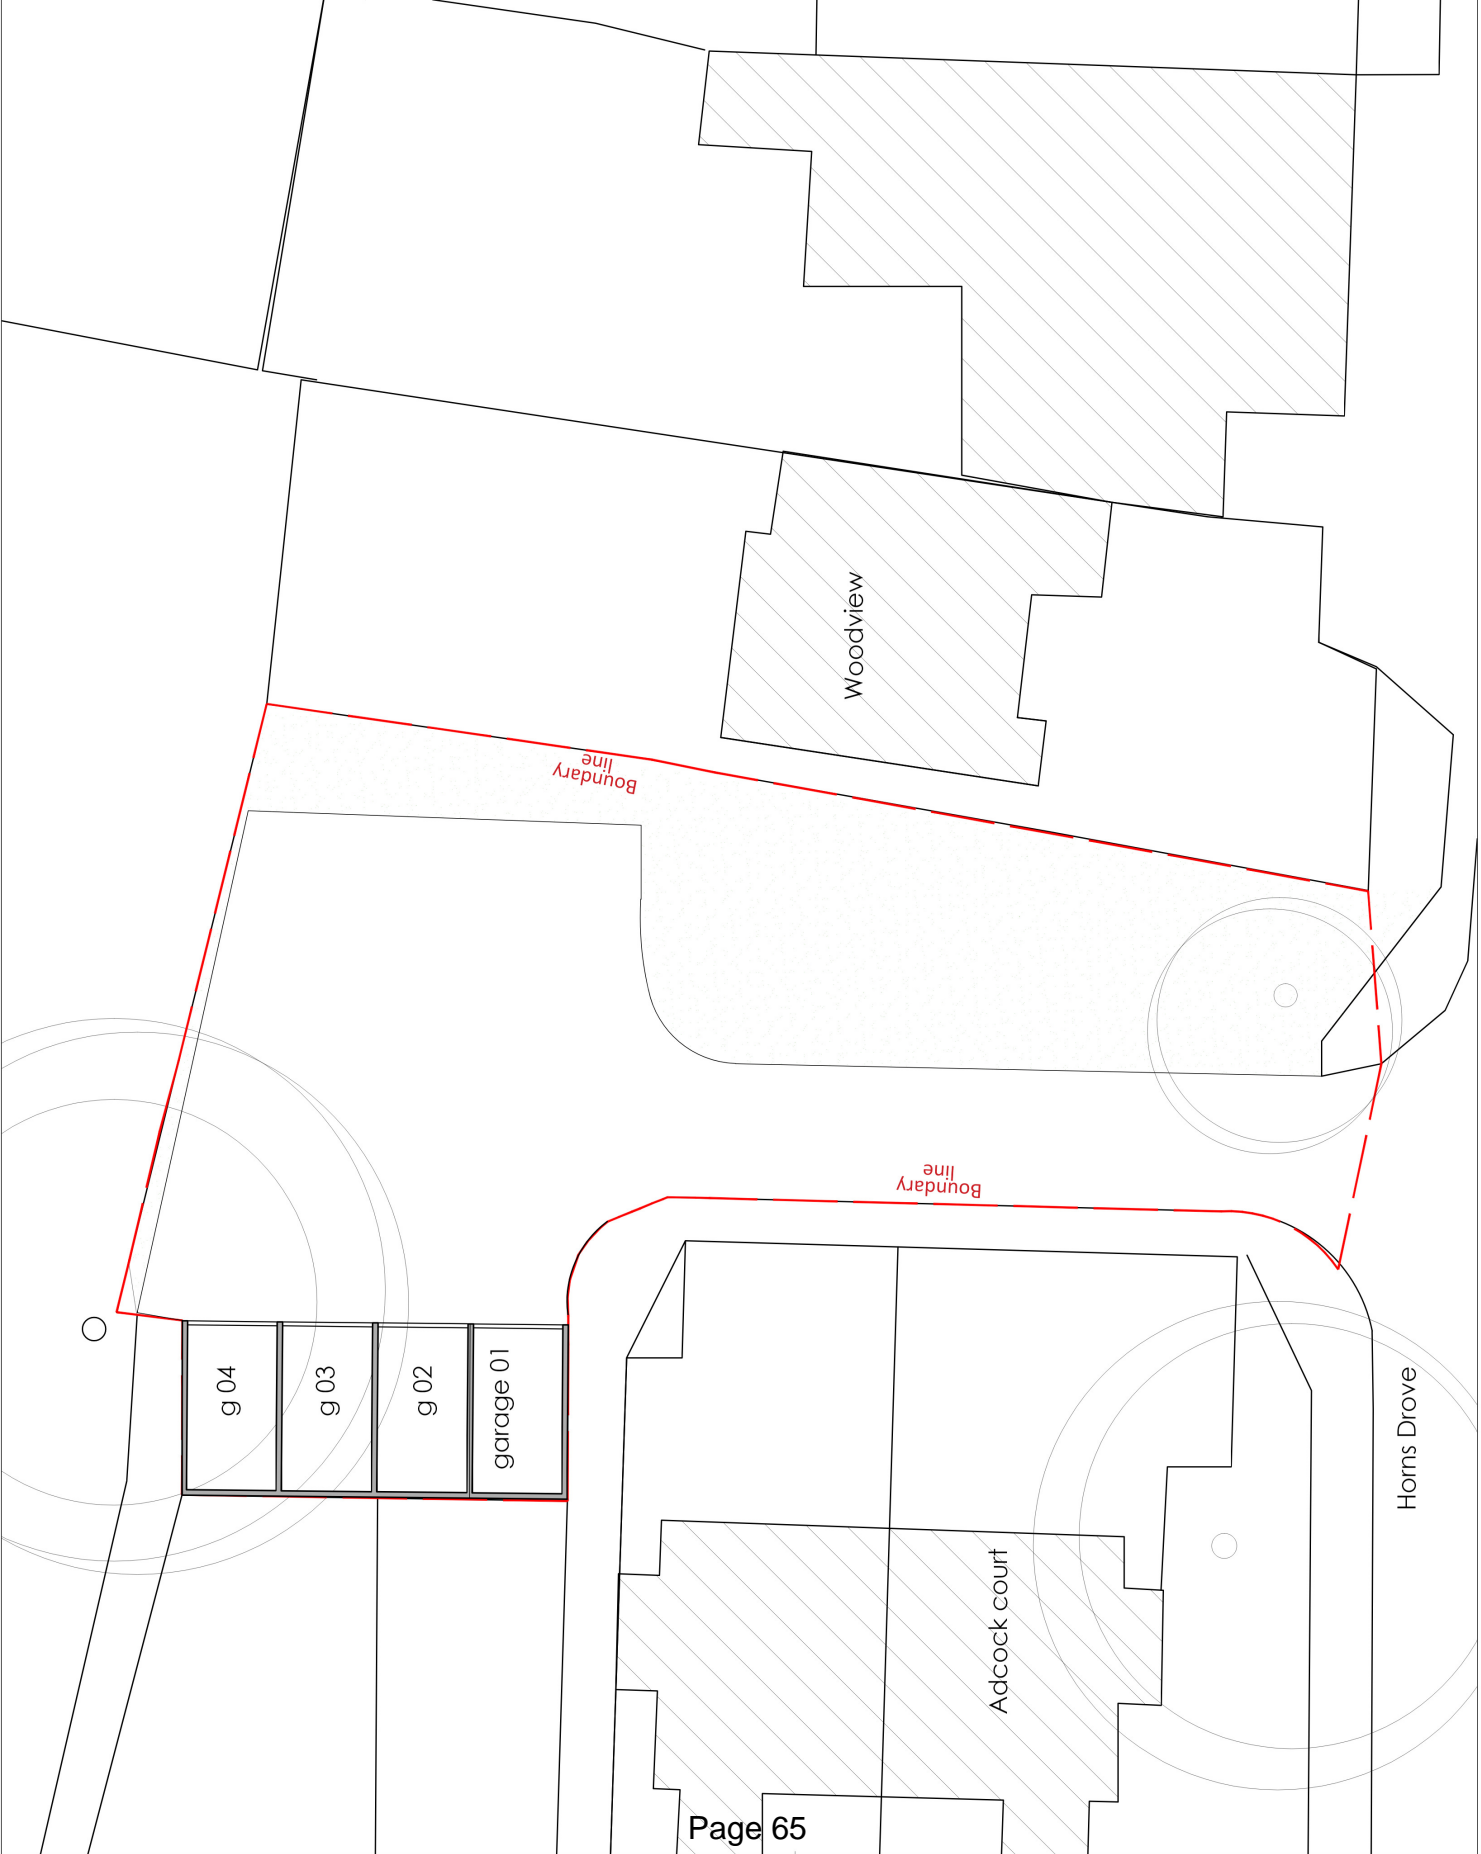 Woodview
Boundary
line
Boundary
line
g 04
g 03
g 02
garage 01
Horns Drove
Adcock court
Page 65